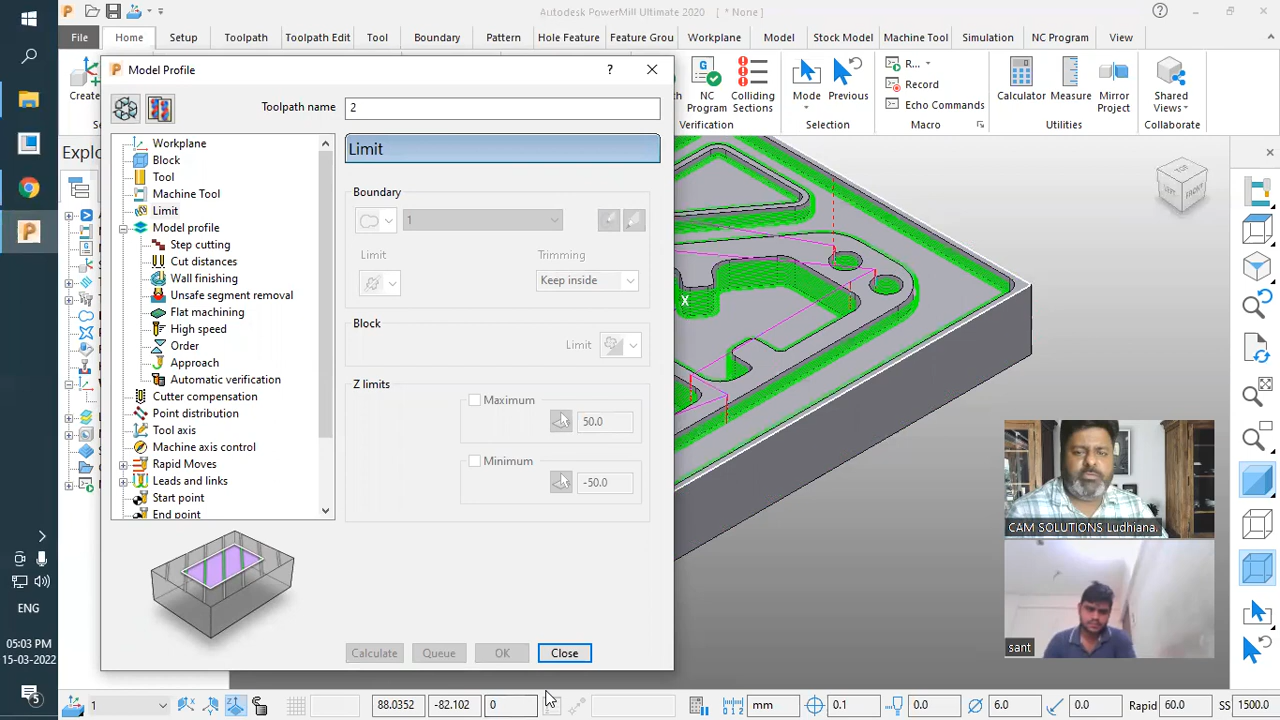 Autodesk PowerMill Ultimate 2020 [ * None ]
File Home Setup Toolpath Toolpath Edit Tool Boundary Pattern Hole Feature Feature Grou Workplane Model Stock Model Machine Tool Simulation NC Program View
Model Profile
Create
NC Program
Colliding Sections
Mode
Previous
R...
Record
Echo Commands
Calculator
Measure
Mirror Project
Shared Views
Verification
Selection
Macro
Utilities
Collaborate
Explo
Toolpath name 2
Workplane
Block
Tool
Machine Tool
Limit
Model profile
Step cutting
Cut distances
Wall finishing
Unsafe segment removal
Flat machining
High speed
Order
Approach
Automatic verification
Cutter compensation
Point distribution
Tool axis
Machine axis control
Rapid Moves
Leads and links
Start point
End point
Limit
Boundary
1
Limit
Trimming
Keep inside
Block
Limit
Z limits
Maximum
50.0
Minimum
-50.0
Calculate Queue OK Close
X
TOP
LEFT
FRONT
CAM SOLUTIONS Ludhiana.
sant
ENG
05:03 PM
15-03-2022
5
1 88.0352 -82.102 0 mm 0.1 0.0 6.0 0.0 Rapid 60.0 SS 1500.0